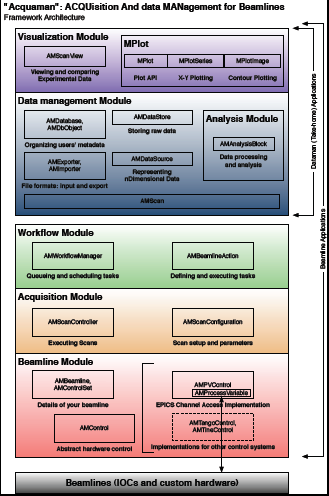 "Acquaman": ACQUisition And data MANagement for Beamlines
Framework Architecture
Visualization Module
AMScanView
Viewing and comparing
Experimental Data
MPlot
MPlot
MPlotSeries
MPlotImage
Plot API
X-Y Plotting
Contour Plotting
Data management Module
AMDatabase,
AMDbObject
Organizing users' metadata
AMDataStore
Storing raw data
AMExporter,
AMImporter
File formats: input and export
AMDataSource
Representing
nDimensional Data
Analysis Module
AMAnalysisBlock
Data processing
and analysis
AMScan
Dataman (Take-home) Applications
Beamline Applications
Workflow Module
AMWorkflowManager
Queueing and scheduling tasks
AMBeamlineAction
Defining and executing tasks
Acquisition Module
AMScanController
Executing Scans
AMScanConfiguration
Scan setup and parameters
Beamline Module
AMBeamline,
AMControlSet
Details of your beamline
AMControl
Abstract hardware control
AMPVControl
AMProcessVariable
EPICS Channel Access Implementation
AMTangoControl,
AMTineControl
Implementations for other control systems
Beamlines (IOCs and custom hardware)